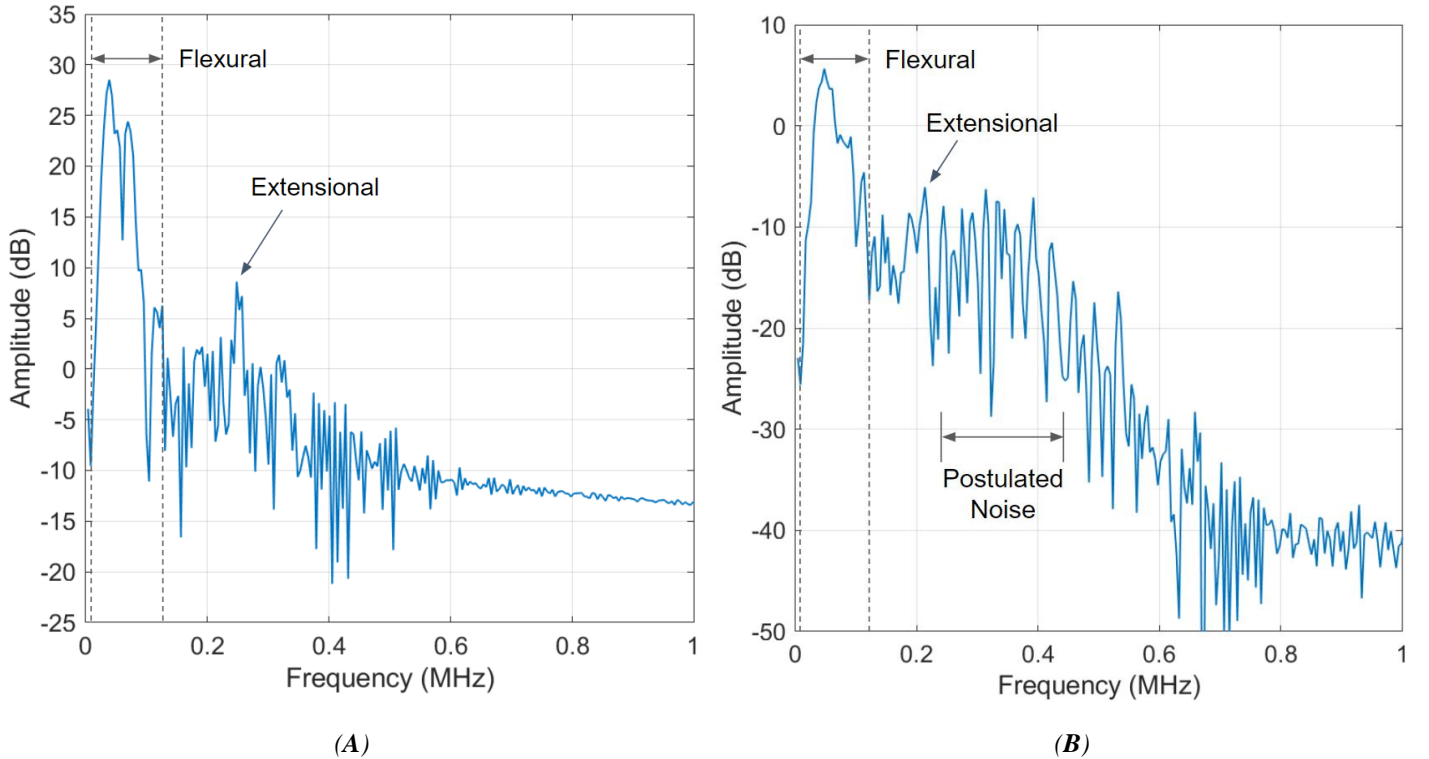 35
30
25
20
15
10
5
0
-5
-10
-15
-20
-25
Amplitude (dB)
Flexural
Extensional
0 0.2 0.4 0.6 0.8 1
Frequency (MHz)
(A)
10
0
-10
-20
-30
-40
-50
Amplitude (dB)
Flexural
Extensional
Postulated
Noise
0 0.2 0.4 0.6 0.8 1
Frequency (MHz)
(B)